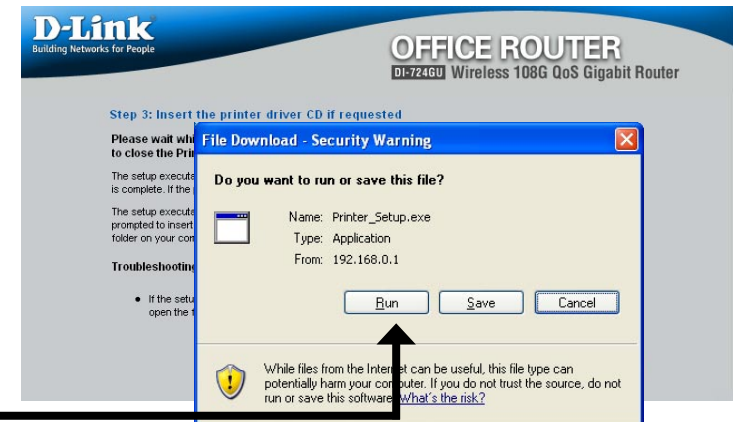 D-Link
Building Networks for People
OFFICE ROUTER
DI-724GU Wireless 108G QoS Gigabit Router
Step 3: Insert the printer driver CD if requested
Please wait whi
to close the Pri
The setup execut
is complete. If the
The setup execut
prompted to insert
folder on your com
Troubleshooting
• If the setu
open the
File Download - Security Warning
Do you want to run or save this file?
Name: Printer_Setup.exe
Type: Application
From: 192.168.0.1
Run Save Cancel
While files from the Internet can be useful, this file type can
potentially harm your computer. If you do not trust the source, do not
run or save this software. What's the risk?